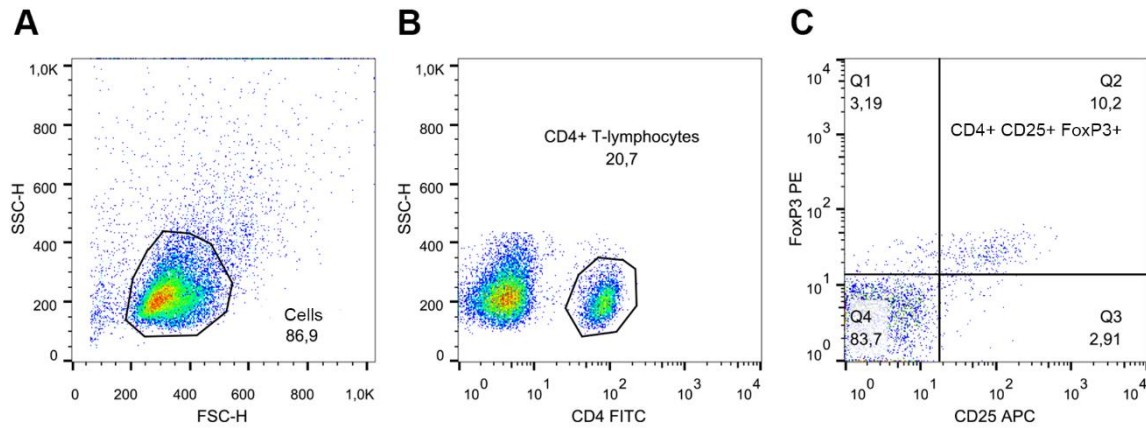 A
B
C
SSC-H
1,0K
800
600
400
200
0
Cells
86,9
0
200
400
600
800
1,0K
FSC-H
SSC-H
1,0K
800
600
400
200
0
CD4+ T-lymphocytes
20,7
10^0
10^1
10^2
10^3
10^4
CD4 FITC
FoxP3 PE
10^4
10^3
10^2
10^1
10^0
Q1
3,19
Q2
10,2
CD4+ CD25+ FoxP3+
Q4
83,7
Q3
2,91
10^0
10^1
10^2
10^3
10^4
CD25 APC